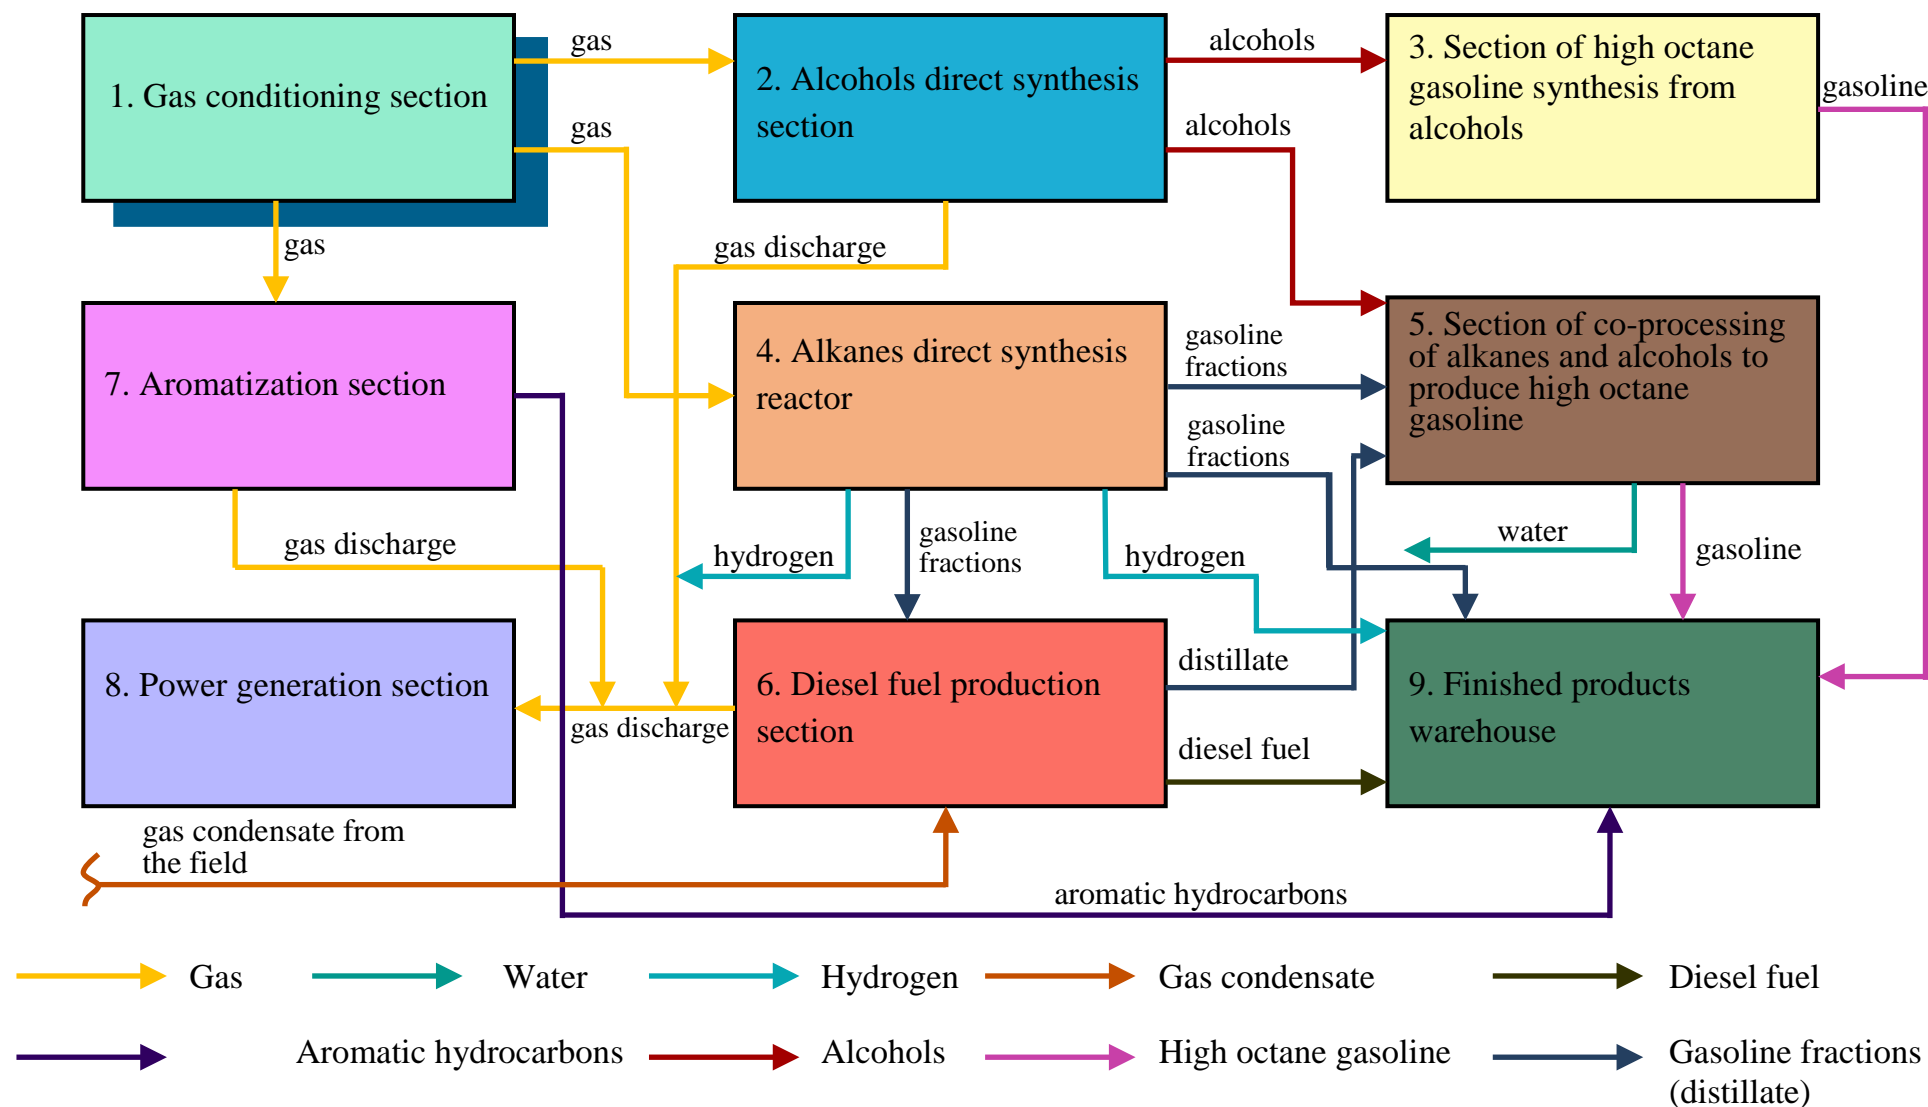 1. Gas conditioning section
gas
gas
gas
2. Alcohols direct synthesis
section
alcohols
alcohols
3. Section of high octane
gasoline synthesis from
alcohols
gasoline
gas discharge
7. Aromatization section
4. Alkanes direct synthesis
reactor
gasoline
fractions
gasoline
fractions
5. Section of co-processing
of alkanes and alcohols to
produce high octane
gasoline
gas discharge
hydrogen
gasoline
fractions
hydrogen
water
gasoline
8. Power generation section
gas discharge
6. Diesel fuel production
section
distillate
diesel fuel
9. Finished products
warehouse
gas condensate from
the field
aromatic hydrocarbons
Gas
Water
Hydrogen
Gas condensate
Diesel fuel
Aromatic hydrocarbons
Alcohols
High octane gasoline
Gasoline fractions
(distillate)